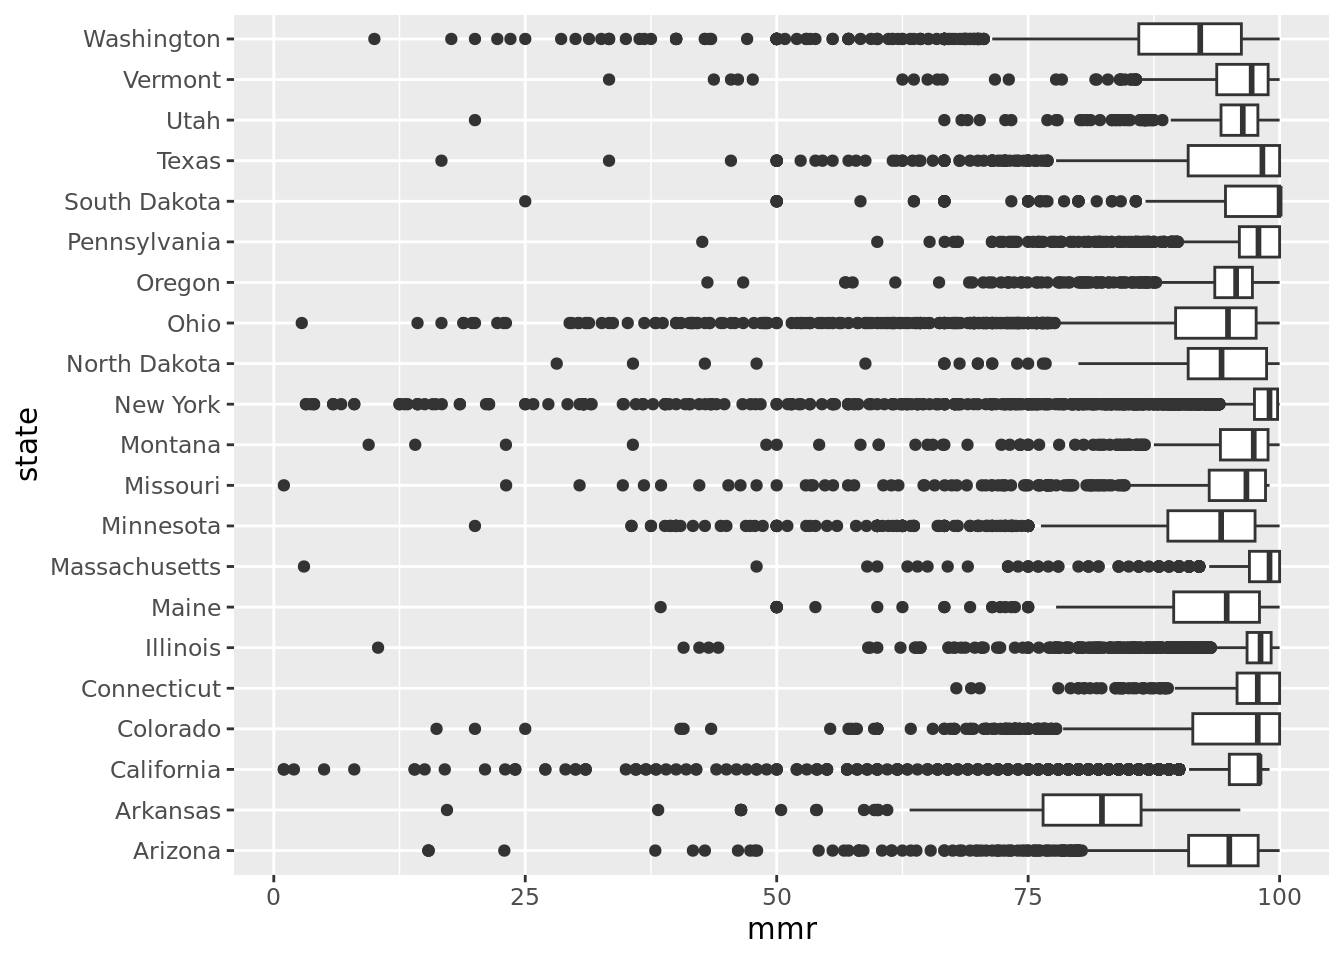 Washington
Vermont
Utah
Texas
South Dakota
Pennsylvania
Oregon
Ohio
North Dakota
New York
Montana
Missouri
Minnesota
Massachusetts
Maine
Illinois
Connecticut
Colorado
California
Arkansas
Arizona
state
0 25 50 75 100
mmr